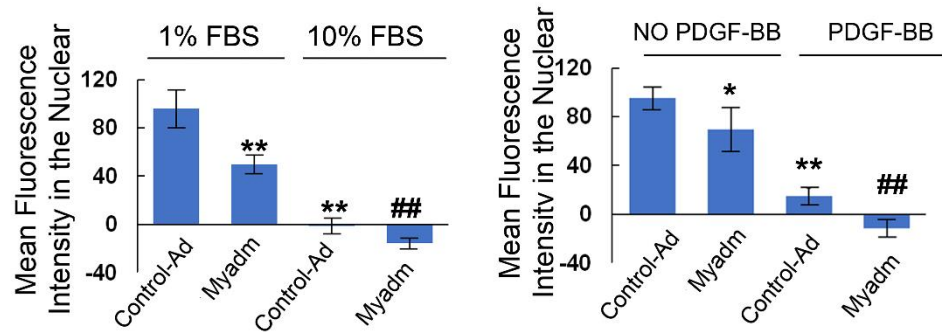 1% FBS 10% FBS
Mean Fluorescence
Intensity in the Nuclear
120
80
40
0
-40
**
**
##
Control-Ad
Myadm
Control-Ad
Myadm
NO PDGF-BB PDGF-BB
Mean Fluorescence
Intensity in the Nuclear
120
80
40
0
-40
*
**
##
Control-Ad
Myadm
Control-Ad
Myadm